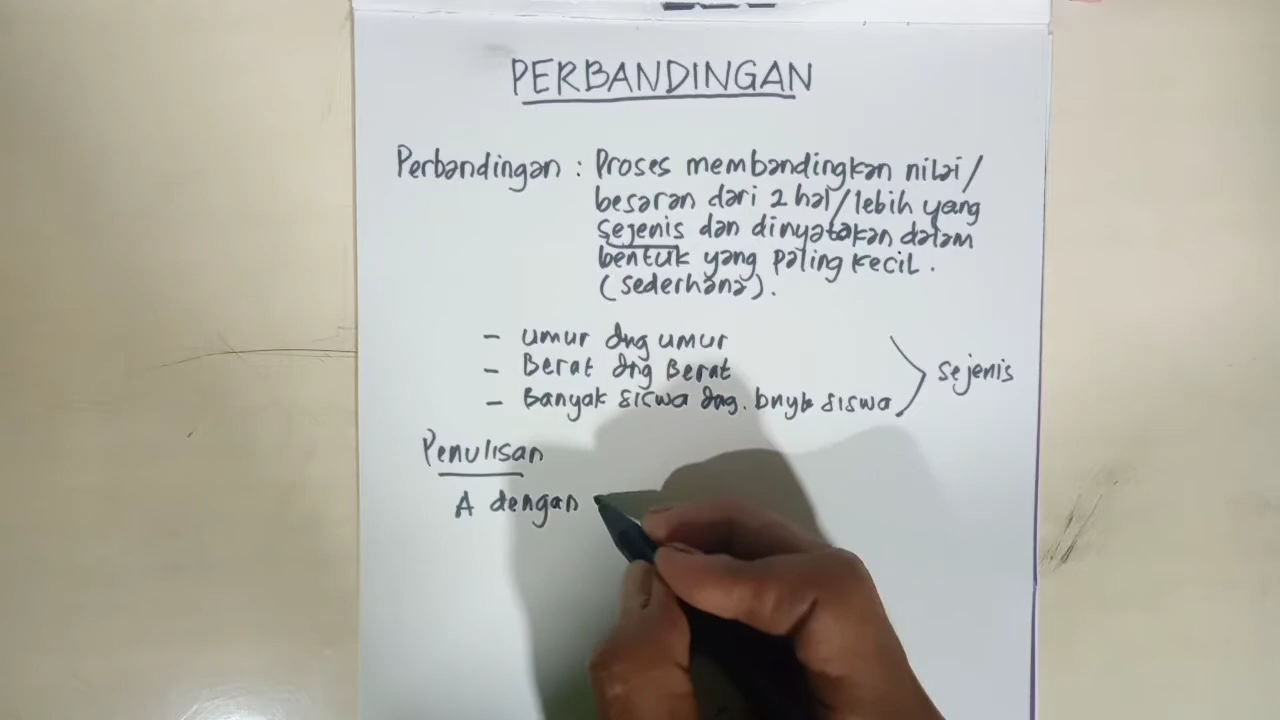 PERBANDINGAN
Perbandingan : Proses membandingkan nilai/
besaran dari 2 hal/lebih yang
sejenis dan dinyatakan dalam
bentuk yang paling kecil.
(sederhana).
- umur dng umur
- Berat dng Berat
- Banyak siswa dng. bnyk siswa
sejenis
Penulisan
A dengan